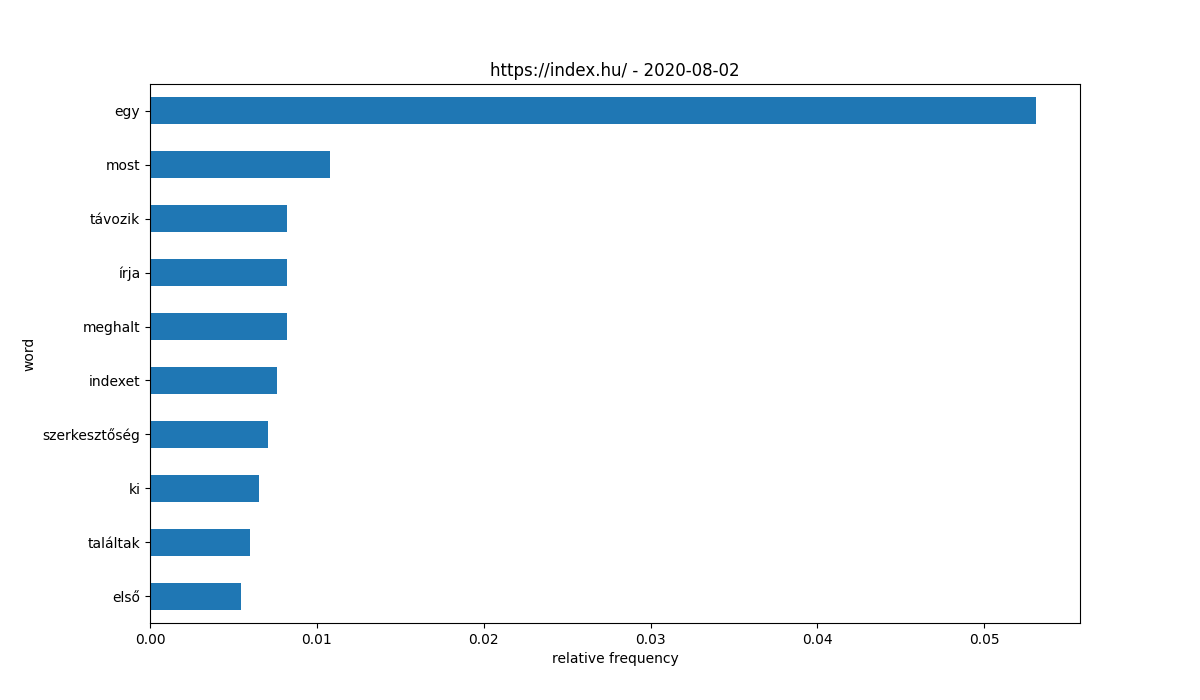 https://index.hu/ - 2020-08-02
egy
most
távozik
írja
meghalt
indexet
szerkesztőség
ki
találtak
első
word
0.00 0.01 0.02 0.03 0.04 0.05
relative frequency